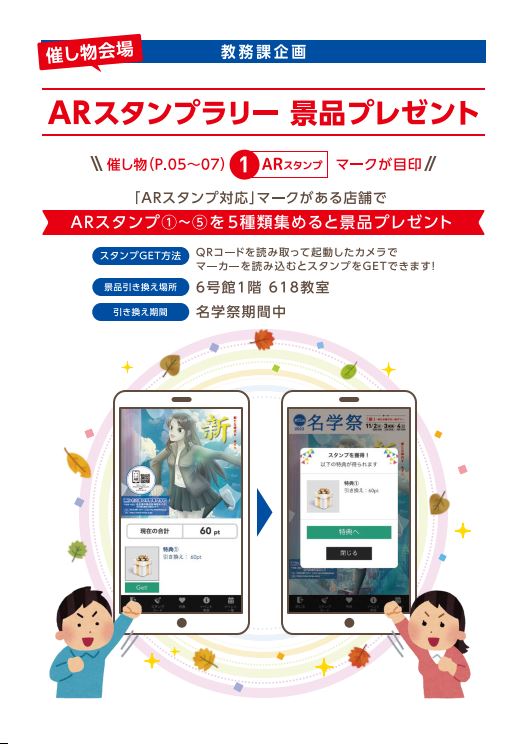 催し物会場
教務課企画
ARスタンプラリー 景品プレゼント
催し物(P.05〜07) 1 ARスタンプ マークが目印
「ARスタンプ対応」マークがある店舗で
ARスタンプ①〜⑤を5種類集めると景品プレゼント
スタンプGET方法
QRコードを読み取って起動したカメラで
マーカーを読み込むとスタンプをGETできます!
景品引き換え場所 6号館1階 618教室
引き換え期間 名学祭期間中
新
現在の合計 60 pt
特典①
引き換え: 60pt
Get
2023 名学祭
スタンプを獲得!
以下の特典が得られます
特典①
引き換え: 60pt
特典へ
閉じる